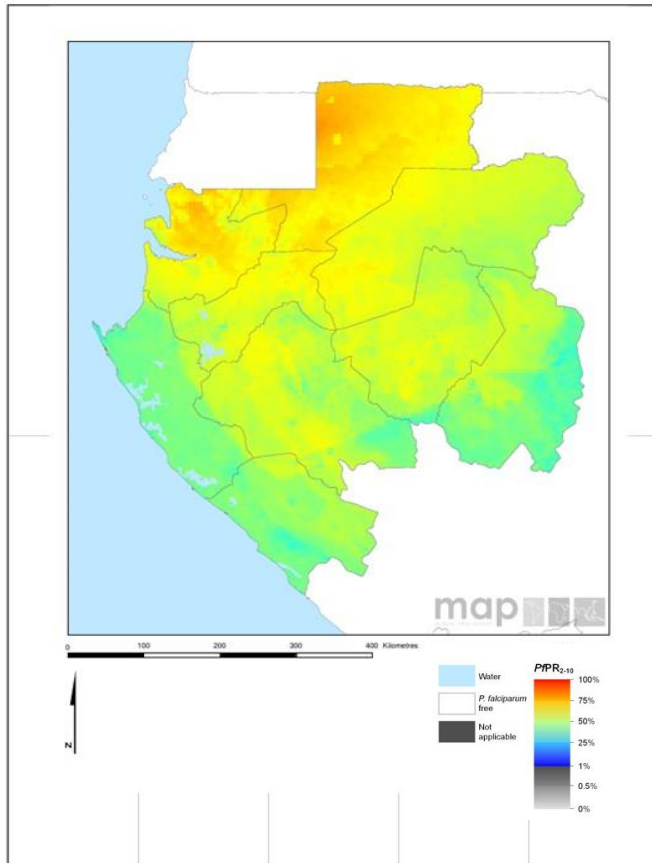 map
0 100 200 300 400 Kilometres
N
Water
P. falciparum
free
Not
applicable
PfPR2-10
100%
75%
50%
25%
1%
0.5%
0%